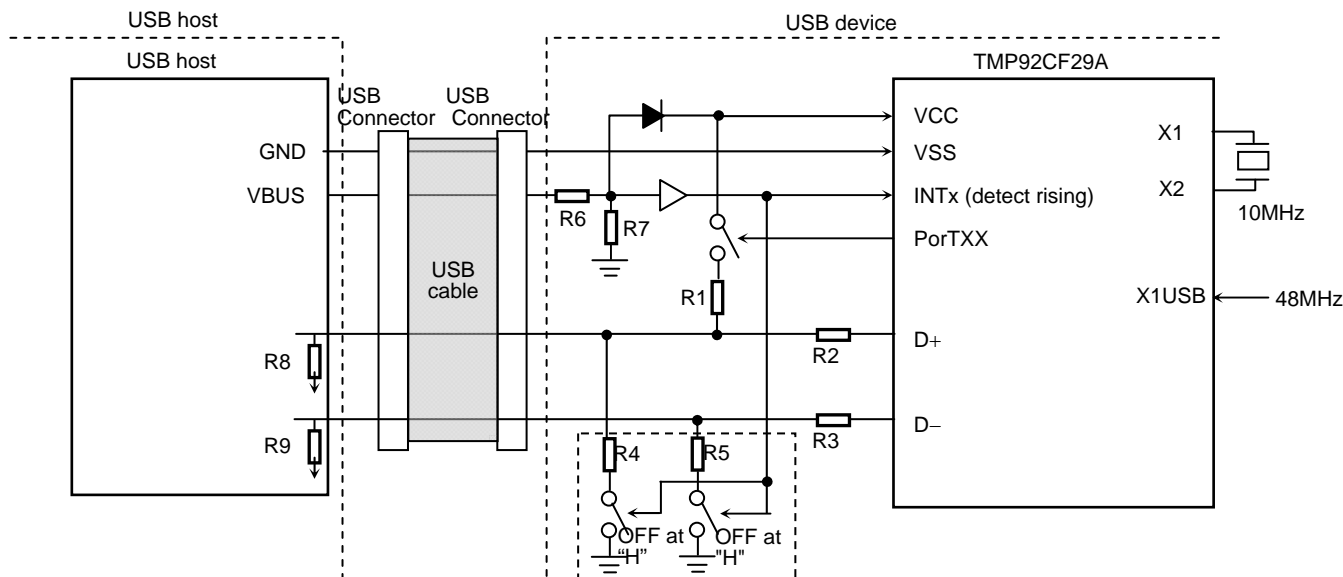 USB host
USB device
USB host
TMP92CF29A
USB
Connector
USB
Connector
VCC
X1
GND
VSS
VBUS
INTx (detect rising)
X2
R6
R7
10MHz
PorTXX
USB
cable
R1
X1USB
48MHz
R8
R2
D+
R9
R3
D−
R4
R5
OFF at
“H”
OFF at
"H"